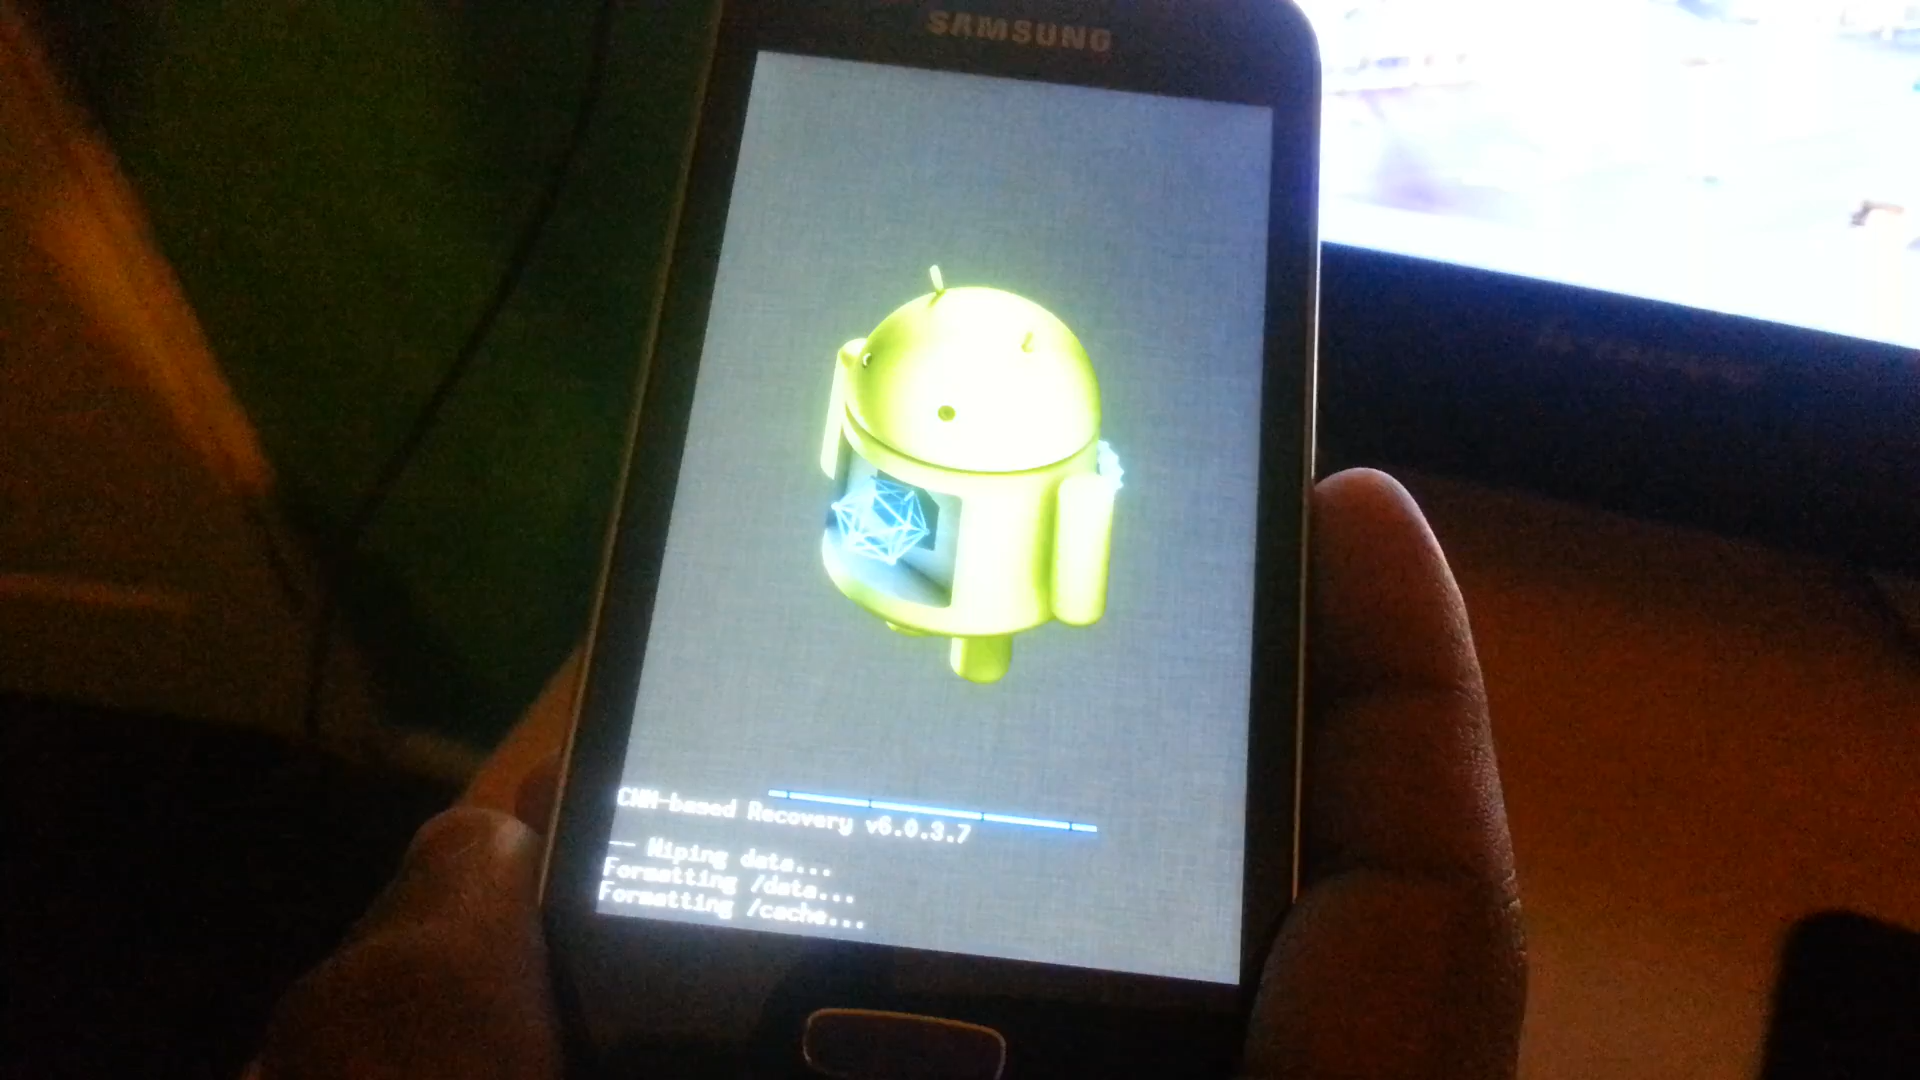 SAMSUNG
CWM-based Recovery v6.0.3.7
-- Wiping data...
Formatting /data...
Formatting /cache...